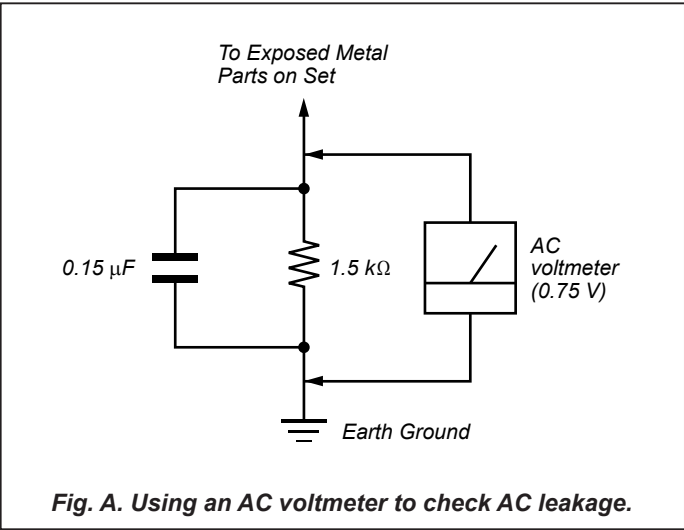 To Exposed Metal
Parts on Set
0.15 μF
1.5 kΩ
AC
voltmeter
(0.75 V)
Earth Ground
Fig. A. Using an AC voltmeter to check AC leakage.